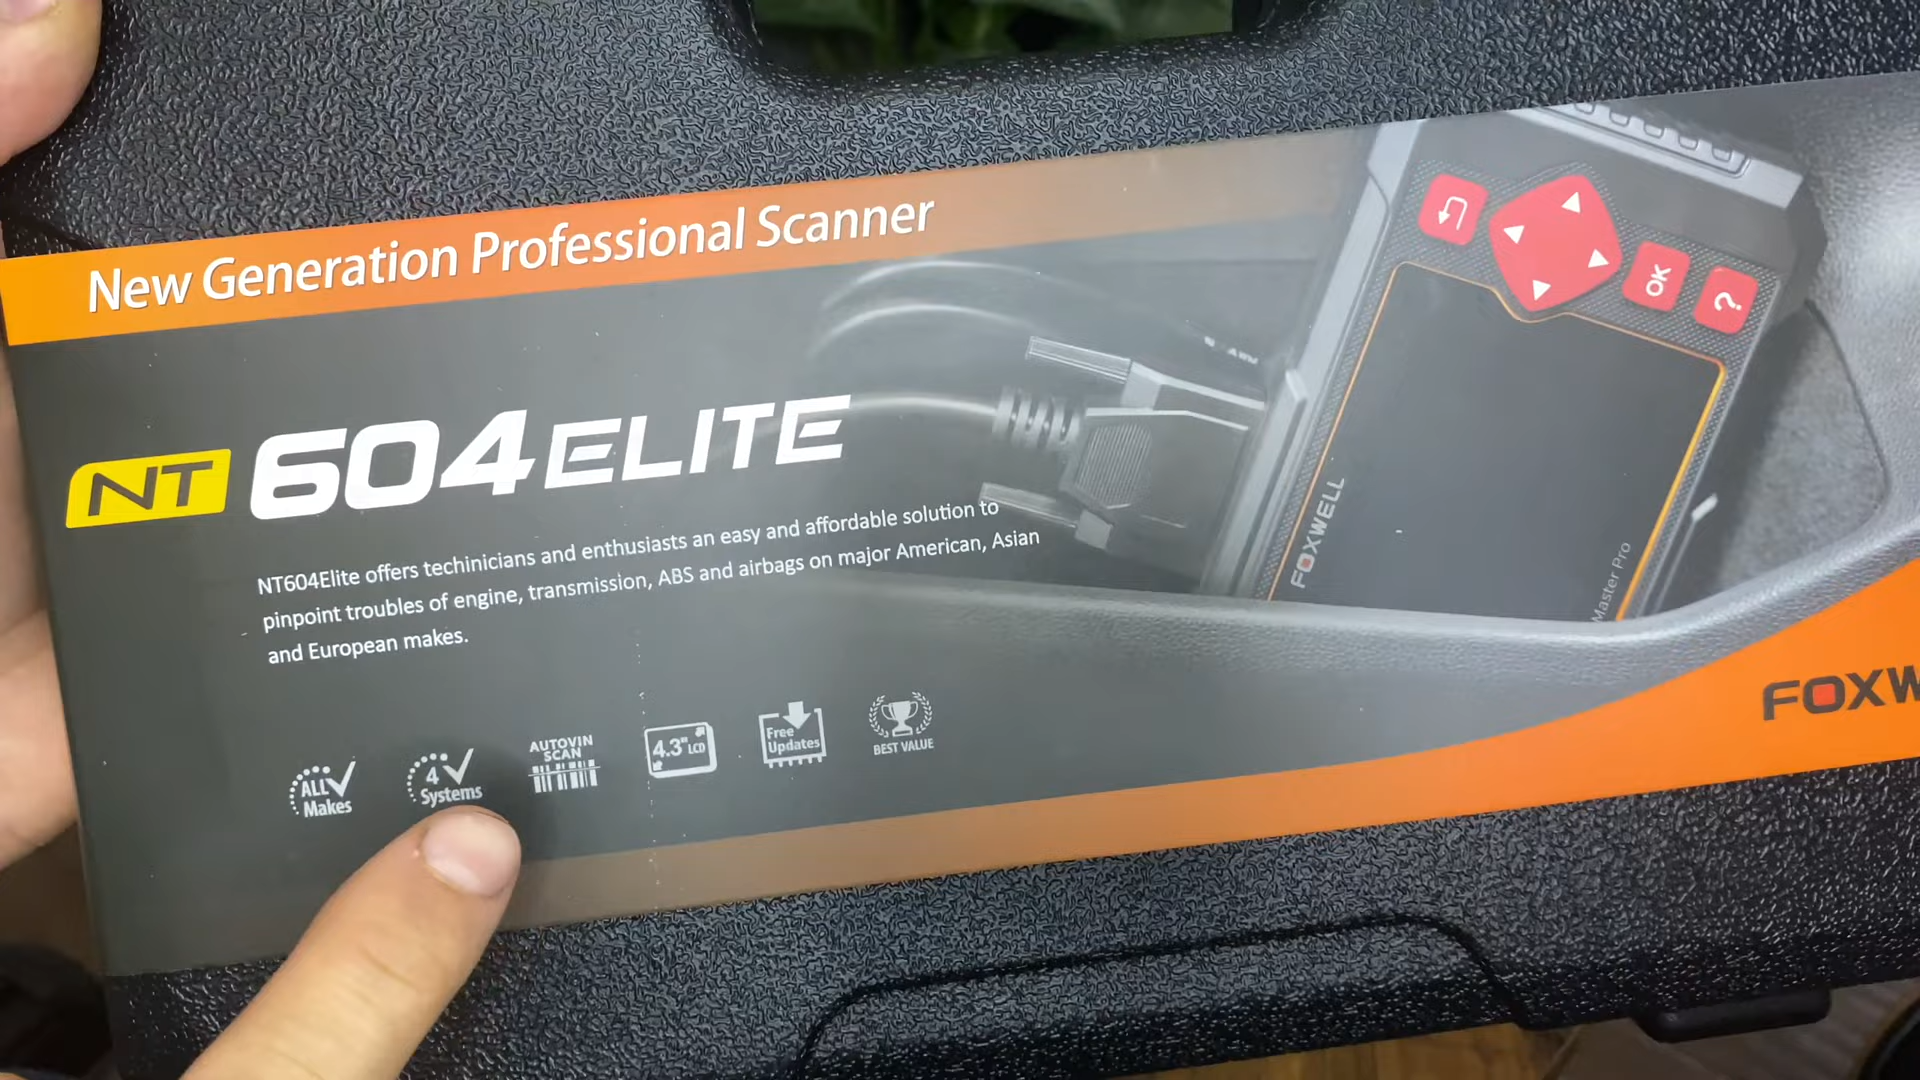 New Generation Professional Scanner
NT 604ELITE
NT604Elite offers techinicians and enthusiasts an easy and affordable solution to
pinpoint troubles of engine, transmission, ABS and airbags on major American, Asian
and European makes.
ALL
Makes
4
Systems
AUTOVIN
SCAN
4.3" LCD
Free
Updates
BEST VALUE
OK
?
FOXWELL
Master Pro
FOXW